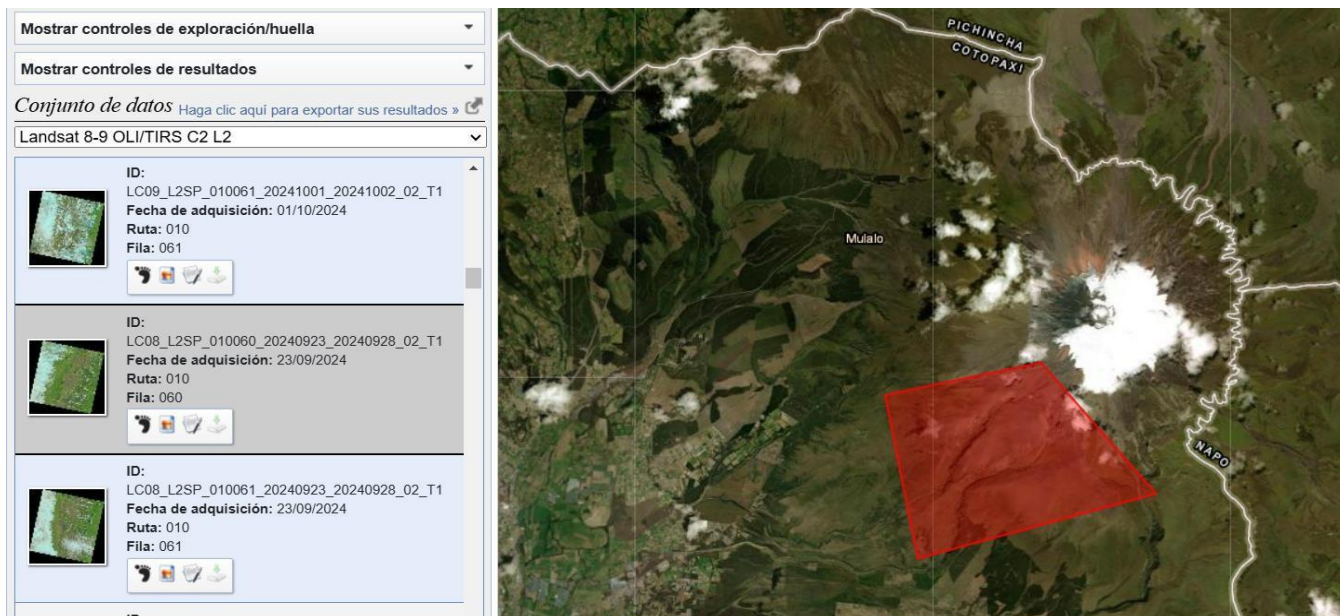 Mostrar controles de exploración/huella
Mostrar controles de resultados
Conjunto de datos Haga clic aquí para exportar sus resultados »
Landsat 8-9 OLI/TIRS C2 L2
ID:
LC09_L2SP_010061_20241001_20241002_02_T1
Fecha de adquisición: 01/10/2024
Ruta: 010
Fila: 061
ID:
LC08_L2SP_010060_20240923_20240928_02_T1
Fecha de adquisición: 23/09/2024
Ruta: 010
Fila: 060
ID:
LC08_L2SP_010061_20240923_20240928_02_T1
Fecha de adquisición: 23/09/2024
Ruta: 010
Fila: 061
PICHINCHA
COTOPAXI
Mulalo
NAPO